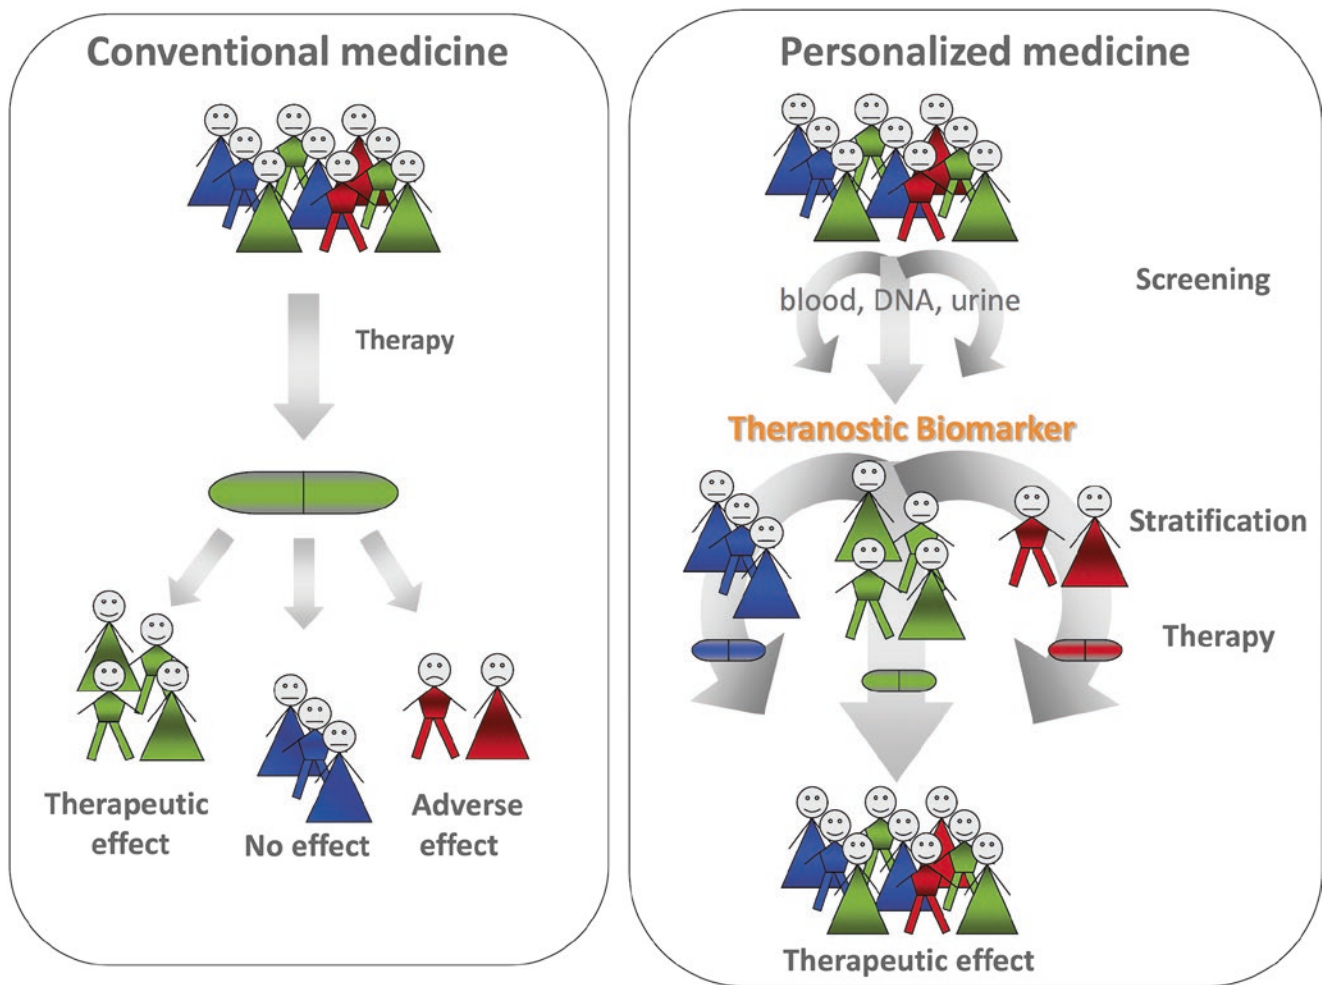 Conventional medicine
Therapy
Therapeutic
effect
No effect
Adverse
effect
Personalized medicine
Screening
blood, DNA, urine
Theranostic Biomarker
Stratification
Therapy
Therapeutic effect